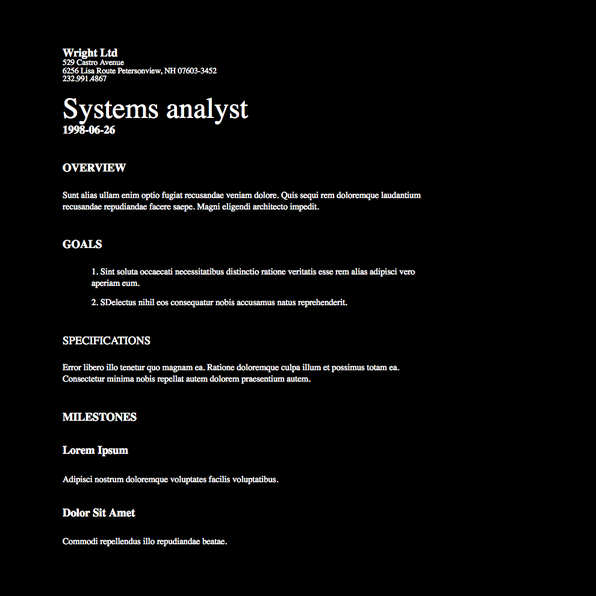 Wright Ltd
529 Castro Avenue
6256 Lisa Route Petersonview, NH 07603-3452
232.991.4867
Systems analyst
1998-06-26
OVERVIEW
Sunt alias ullam enim optio fugiat recusandae veniam dolore. Quis sequi rem doloremque laudantium
recusandae repudiandae facere saepe. Magni eligendi architecto impedit.
GOALS
1. Sint soluta occaecati necessitatibus distinctio ratione veritatis esse rem alias adipisci vero
aperiam eum.
2. SDelectus nihil eos consequatur nobis accusamus natus reprehenderit.
SPECIFICATIONS
Error libero illo tenetur quo magnam ea. Ratione doloremque culpa illum et possimus totam ea.
Consectetur minima nobis repellat autem dolorem praesentium autem.
MILESTONES
Lorem Ipsum
Adipisci nostrum doloremque voluptates facilis voluptatibus.
Dolor Sit Amet
Commodi repellendus illo repudiandae beatae.